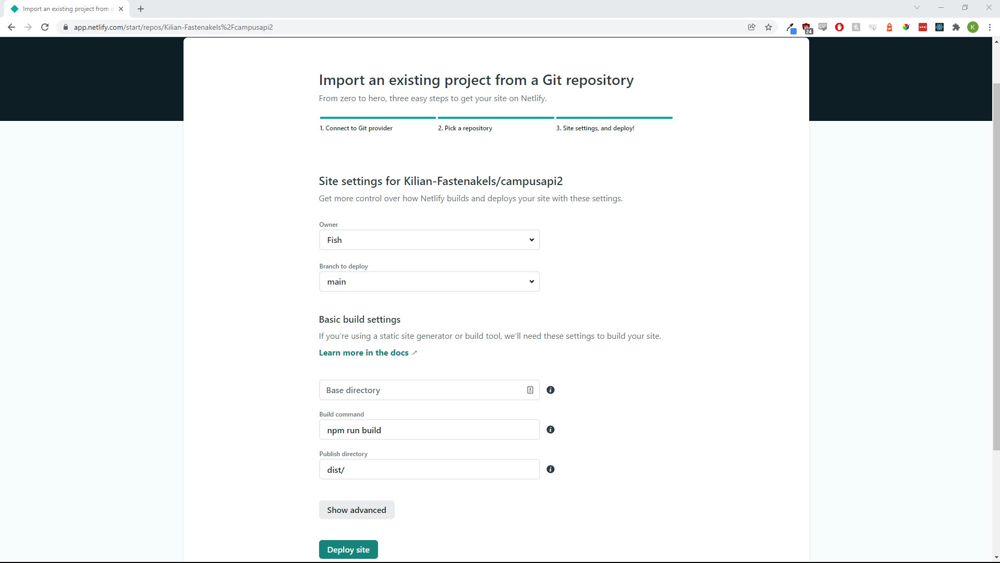 Import an existing project from a
app.netlify.com/start/repos/Kilian-Fastenakels%2Fcampusapi2
24
K
Import an existing project from a Git repository
From zero to hero, three easy steps to get your site on Netlify.
1. Connect to Git provider
2. Pick a repository
3. Site settings, and deploy!
Site settings for Kilian-Fastenakels/campusapi2
Get more control over how Netlify builds and deploys your site with these settings.
Owner
Fish
Branch to deploy
main
Basic build settings
If you’re using a static site generator or build tool, we’ll need these settings to build your site.
Learn more in the docs
Base directory
Build command
npm run build
Publish directory
dist/
Show advanced
Deploy site